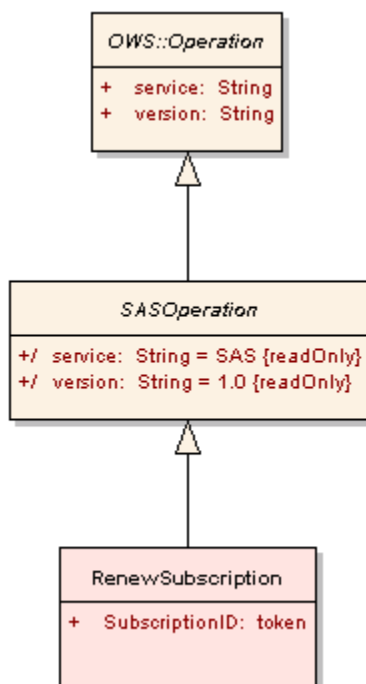 OWS::Operation
+ service: String
+ version: String
SASOperation
+/ service: String = SAS {readOnly}
+/ version: String = 1.0 {readOnly}
RenewSubscription
+ SubscriptionID: token